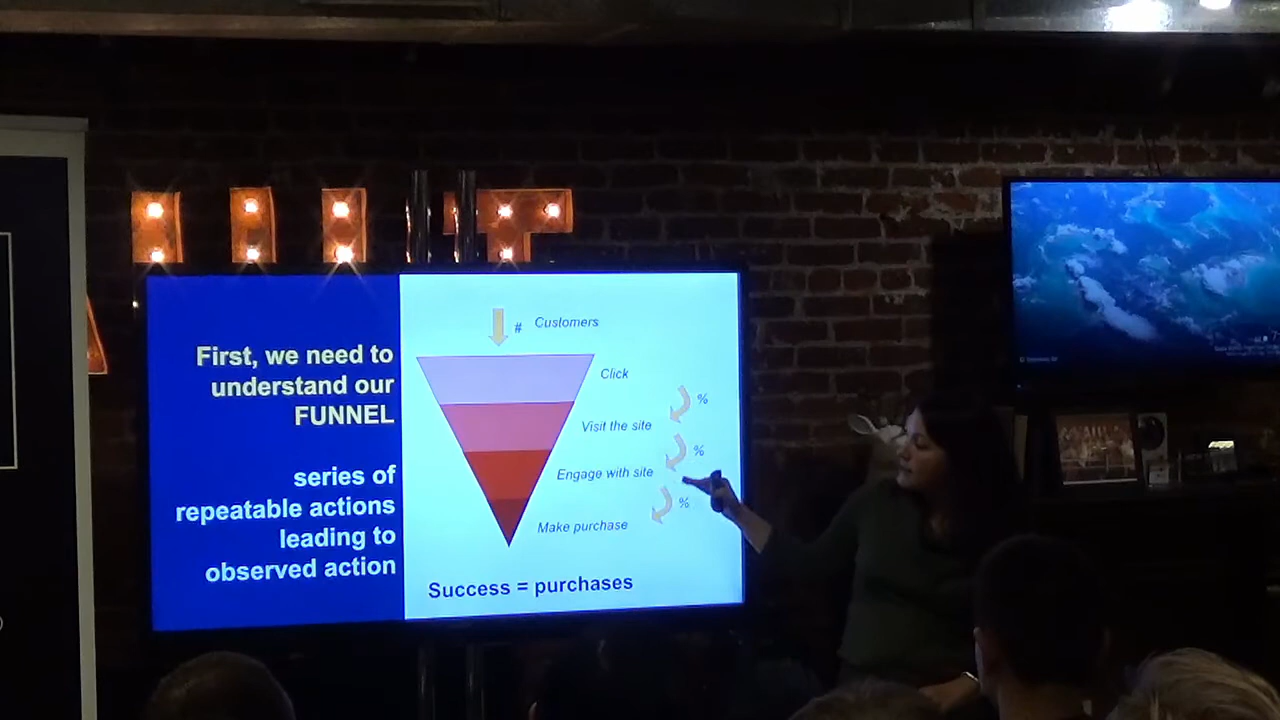 First, we need to
understand our
FUNNEL
series of
repeatable actions
leading to
observed action
# Customers
Click
%
Visit the site
%
Engage with site
%
Make purchase
Success = purchases